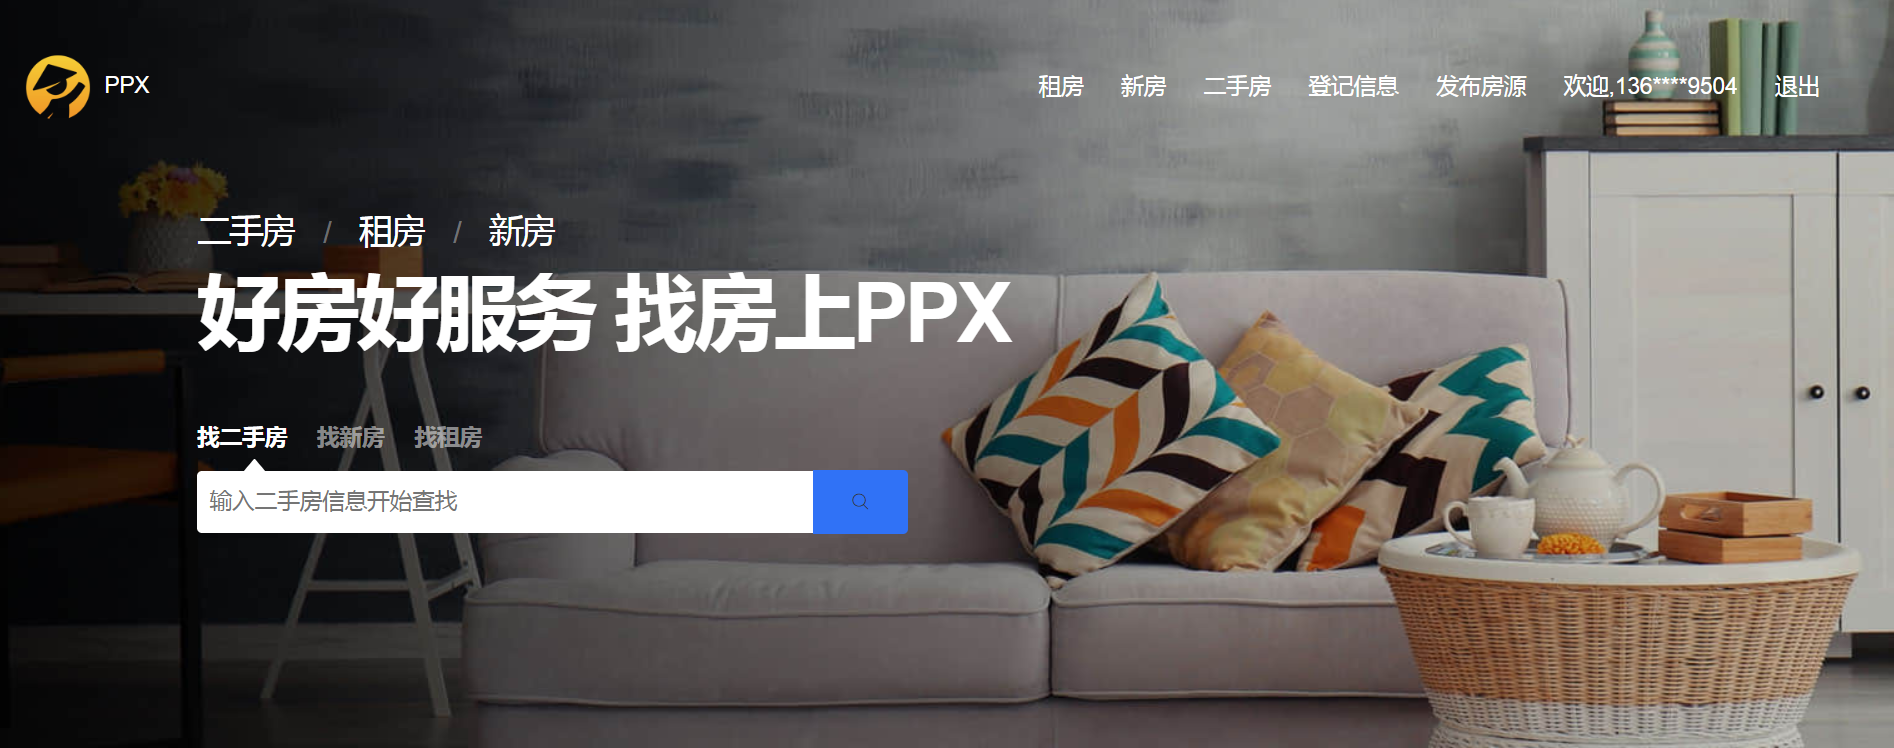 PPX
租房 新房 二手房 登记信息 发布房源 欢迎,136****9504 退出
二手房 / 租房 / 新房
好房好服务 找房上PPX
找二手房 找新房 找租房
输入二手房信息开始查找